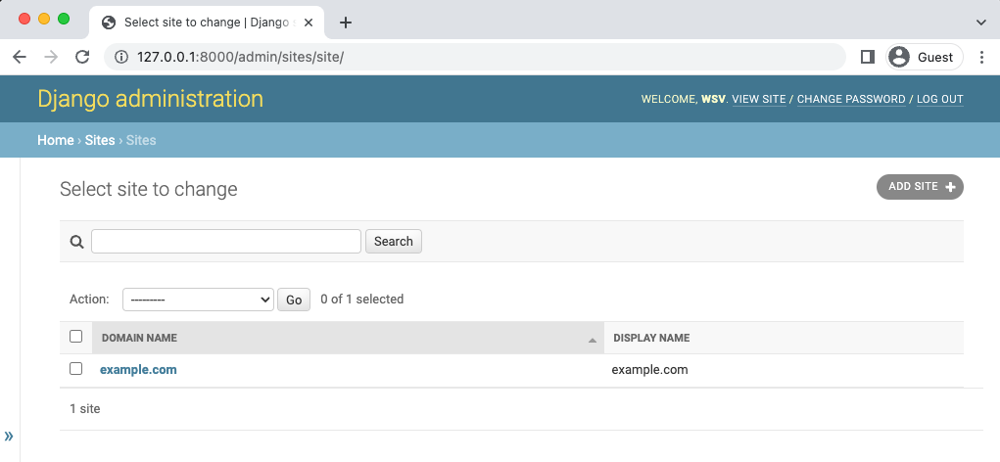 Select site to change | Django s
127.0.0.1:8000/admin/sites/site/
Guest
Django administration
WELCOME, WSV. VIEW SITE / CHANGE PASSWORD / LOG OUT
Home › Sites › Sites
Select site to change
ADD SITE +
Search
Action: --------- Go 0 of 1 selected
DOMAIN NAME DISPLAY NAME
example.com example.com
1 site
»